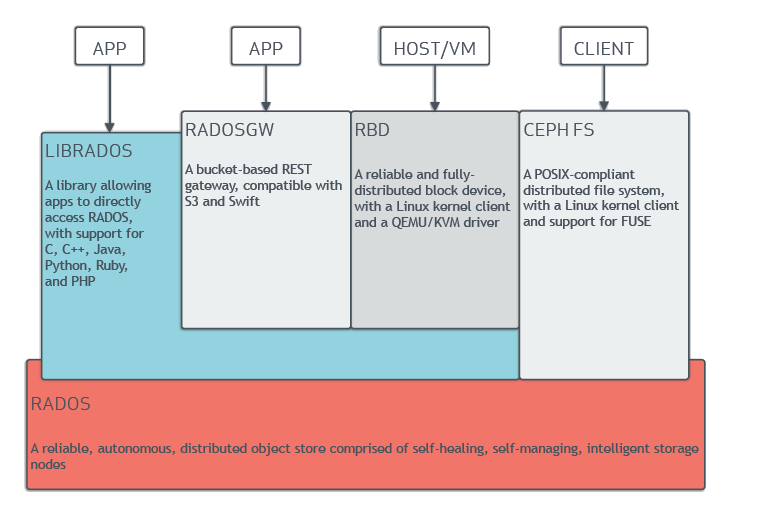 APP
APP
HOST/VM
CLIENT
LIBRADOS
A library allowing
apps to directly
access RADOS,
with support for
C, C++, Java,
Python, Ruby,
and PHP
RADOSGW
A bucket-based REST
gateway, compatible with
S3 and Swift
RBD
A reliable and fully-
distributed block device,
with a Linux kernel client
and a QEMU/KVM driver
CEPH FS
A POSIX-compliant
distributed file system,
with a Linux kernel client
and support for FUSE
RADOS
A reliable, autonomous, distributed object store comprised of self-healing, self-managing, intelligent storage
nodes